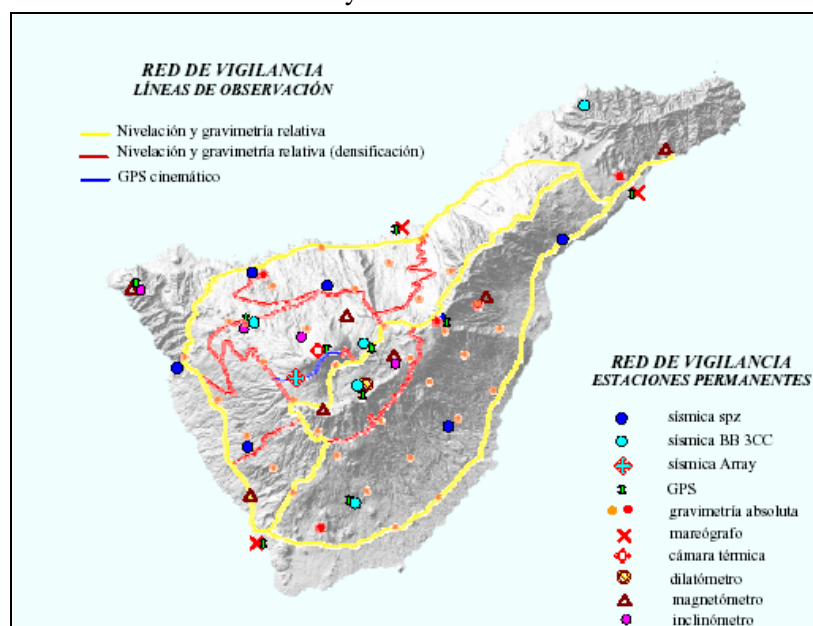 y
RED DE VIGILANCIA
LÍNEAS DE OBSERVACIÓN
Nivelación y gravimetría relativa
Nivelación y gravimetría relativa (densificación)
GPS cinemático
RED DE VIGILANCIA
ESTACIONES PERMANENTES
sísmica spz
sísmica BB 3CC
sísmica Array
GPS
gravimetría absoluta
mareógrafo
cámara térmica
dilatómetro
magnetómetro
inclinómetro